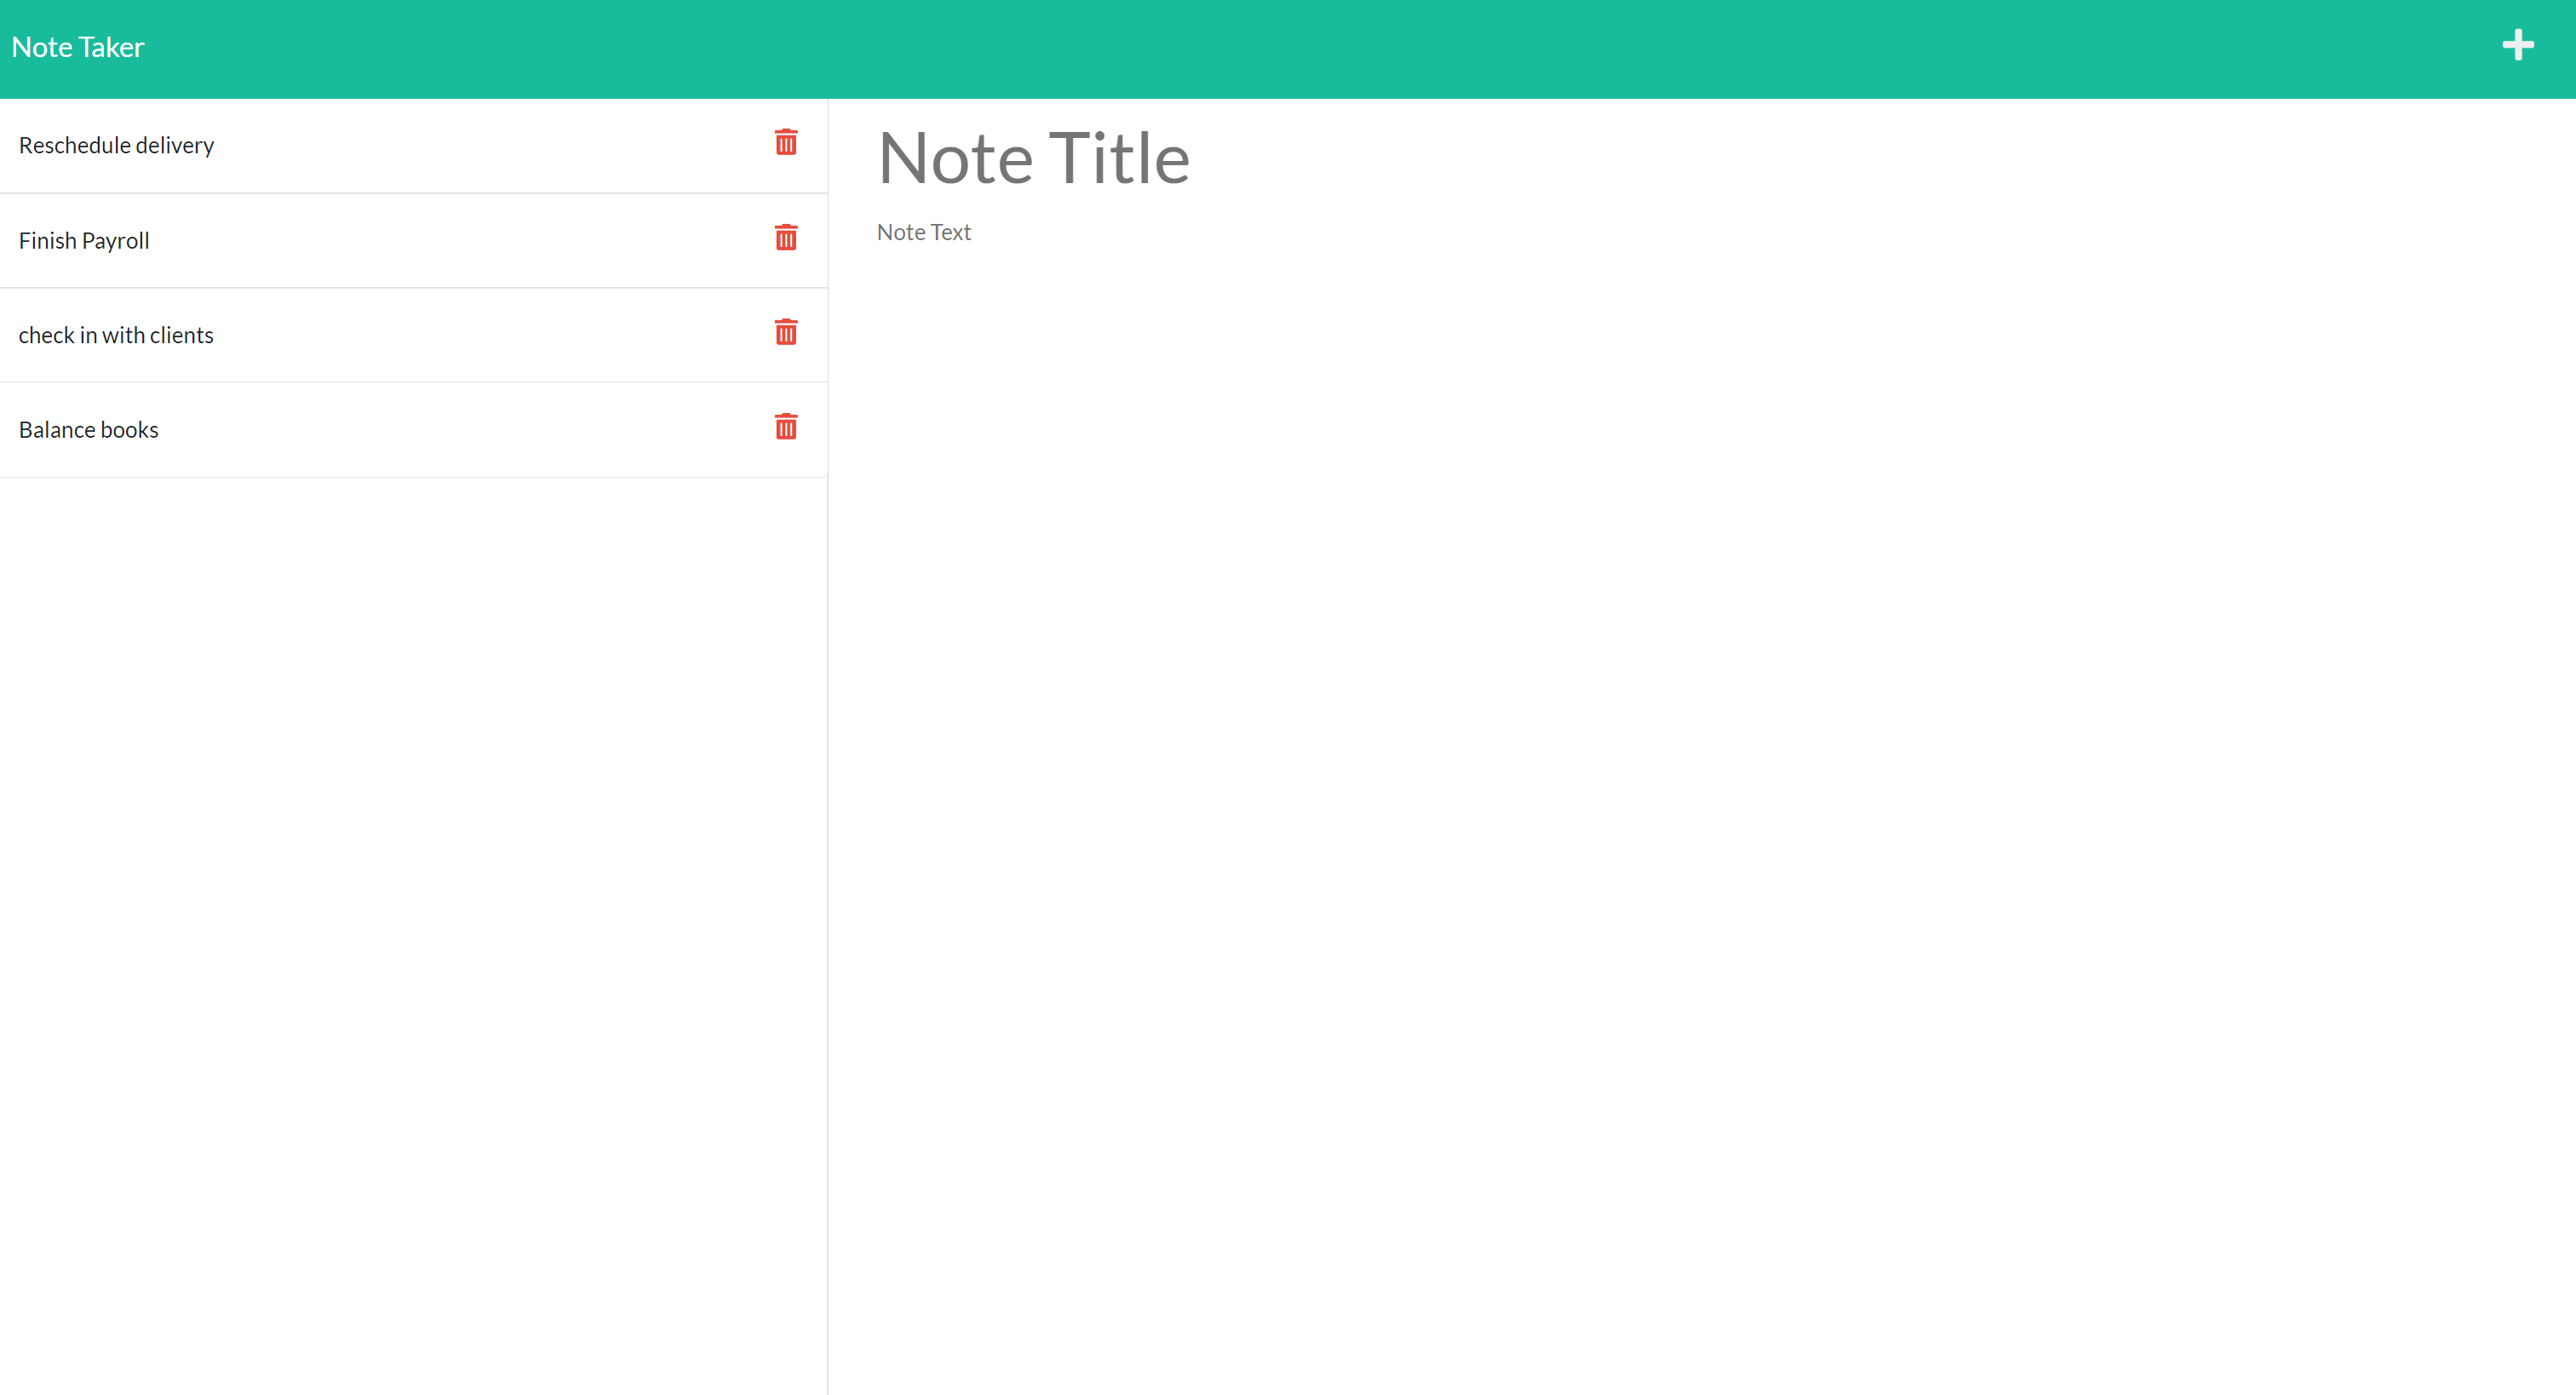 Note Taker
Reschedule delivery
Finish Payroll
check in with clients
Balance books
Note Title
Note Text